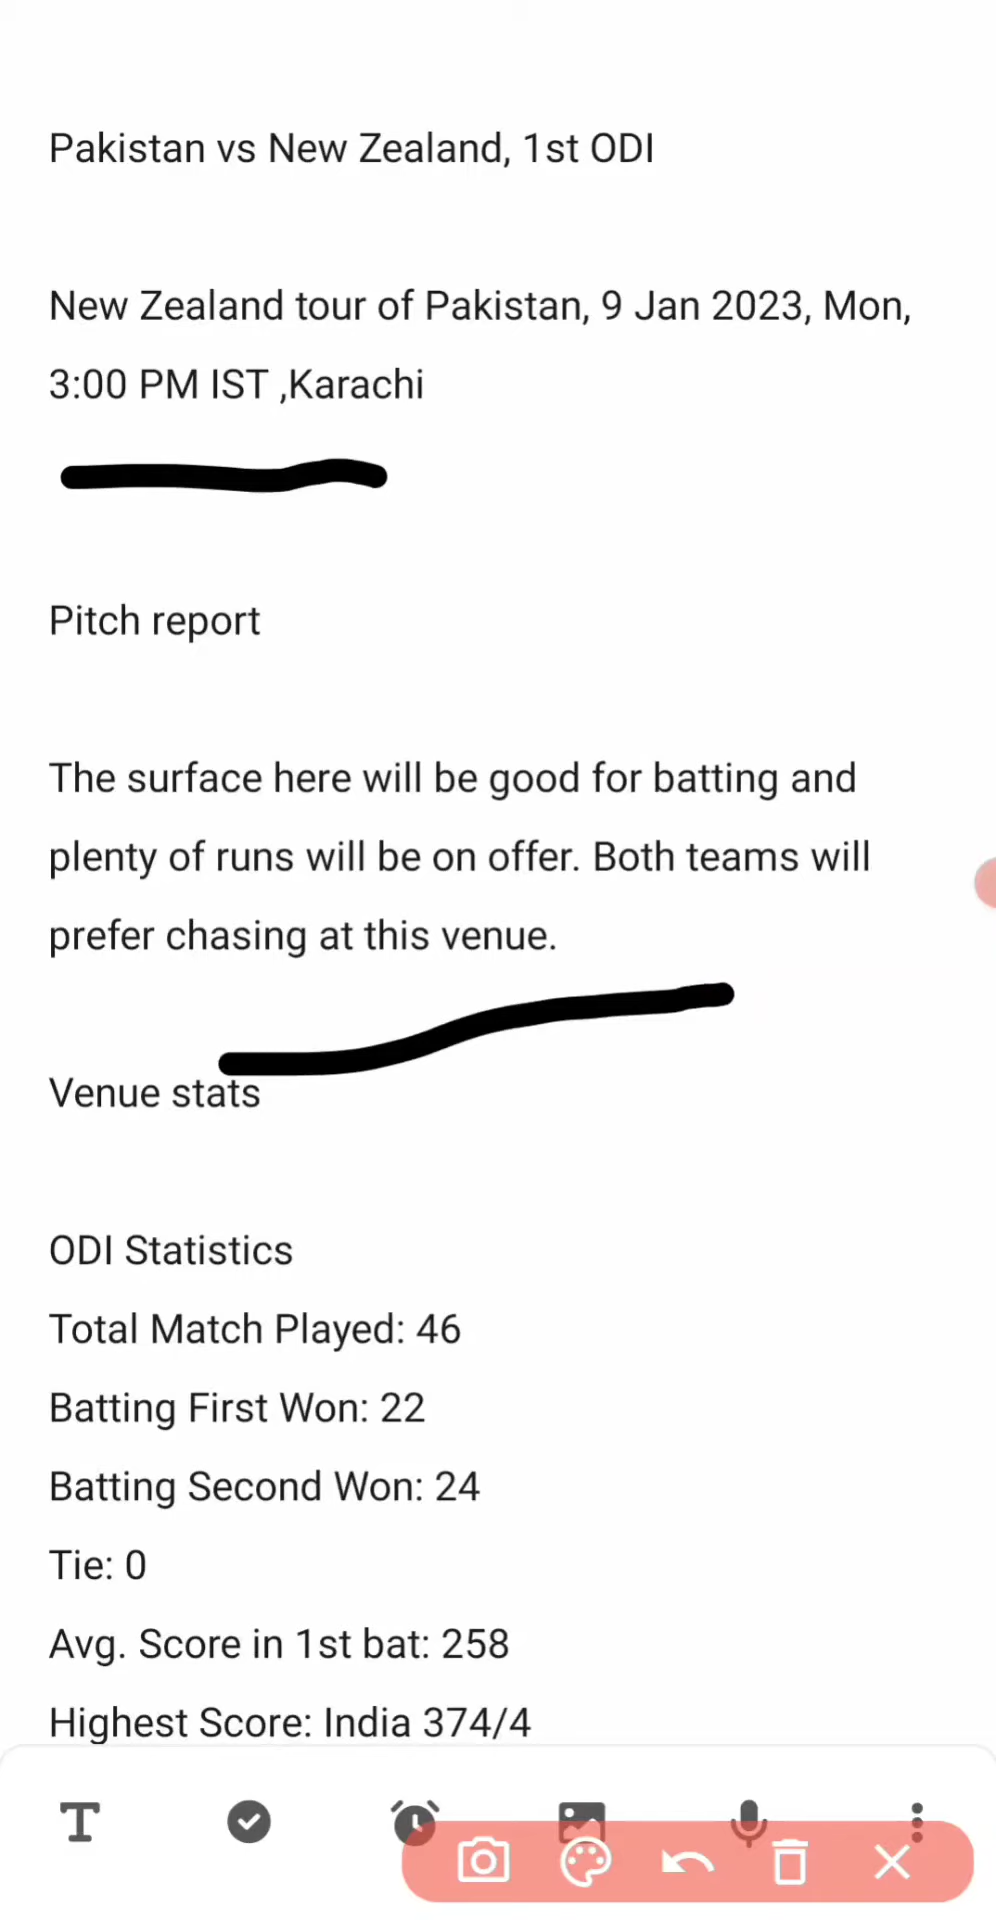 Pakistan vs New Zealand, 1st ODI
New Zealand tour of Pakistan, 9 Jan 2023, Mon,
3:00 PM IST ,Karachi
Pitch report
The surface here will be good for batting and
plenty of runs will be on offer. Both teams will
prefer chasing at this venue.
Venue stats
ODI Statistics
Total Match Played: 46
Batting First Won: 22
Batting Second Won: 24
Tie: 0
Avg. Score in 1st bat: 258
Highest Score: India 374/4
T